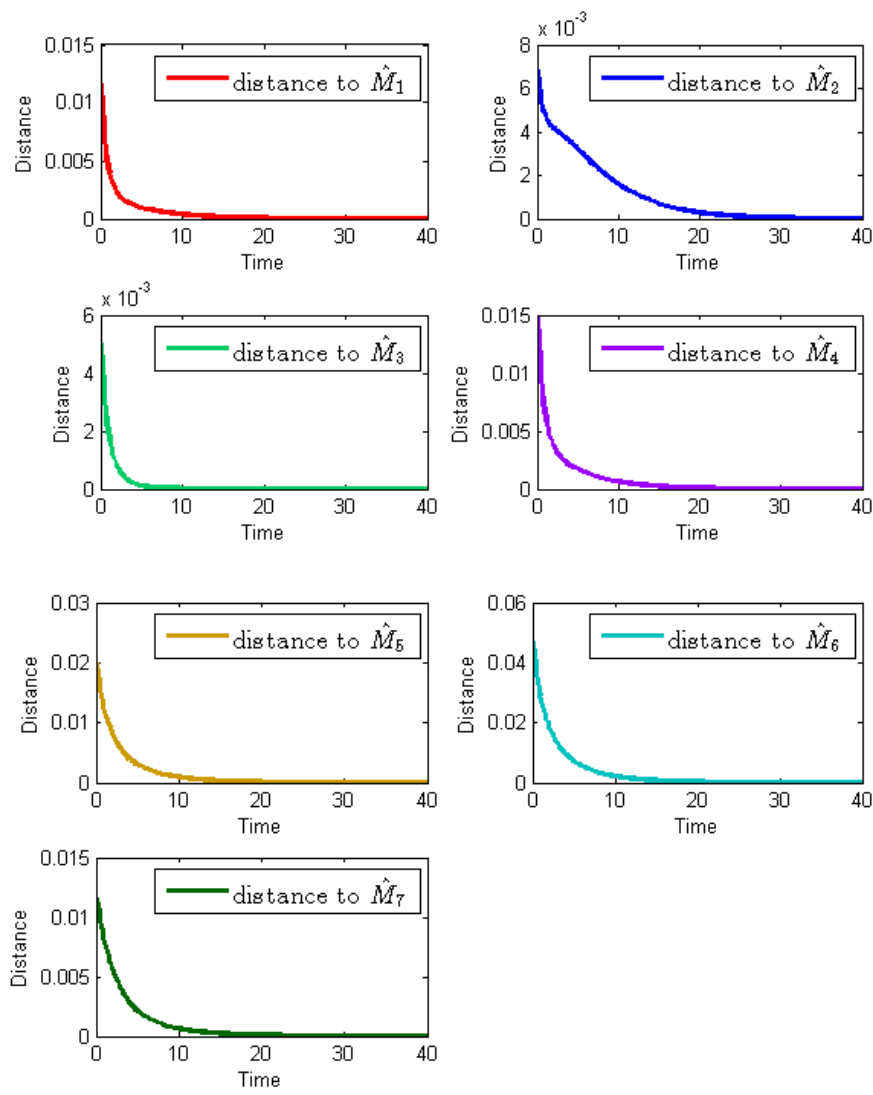 distance to M̂₁
0.015
0.01
0.005
0
0 10 20 30 40
Distance
Time
x 10⁻³
distance to M̂₂
8
6
4
2
0
0 10 20 30 40
Distance
Time
x 10⁻³
distance to M̂₃
6
4
2
0
0 10 20 30 40
Distance
Time
distance to M̂₄
0.015
0.01
0.005
0
0 10 20 30 40
Distance
Time
distance to M̂₅
0.03
0.02
0.01
0
0 10 20 30 40
Distance
Time
distance to M̂₆
0.06
0.04
0.02
0
0 10 20 30 40
Distance
Time
distance to M̂₇
0.015
0.01
0.005
0
0 10 20 30 40
Distance
Time